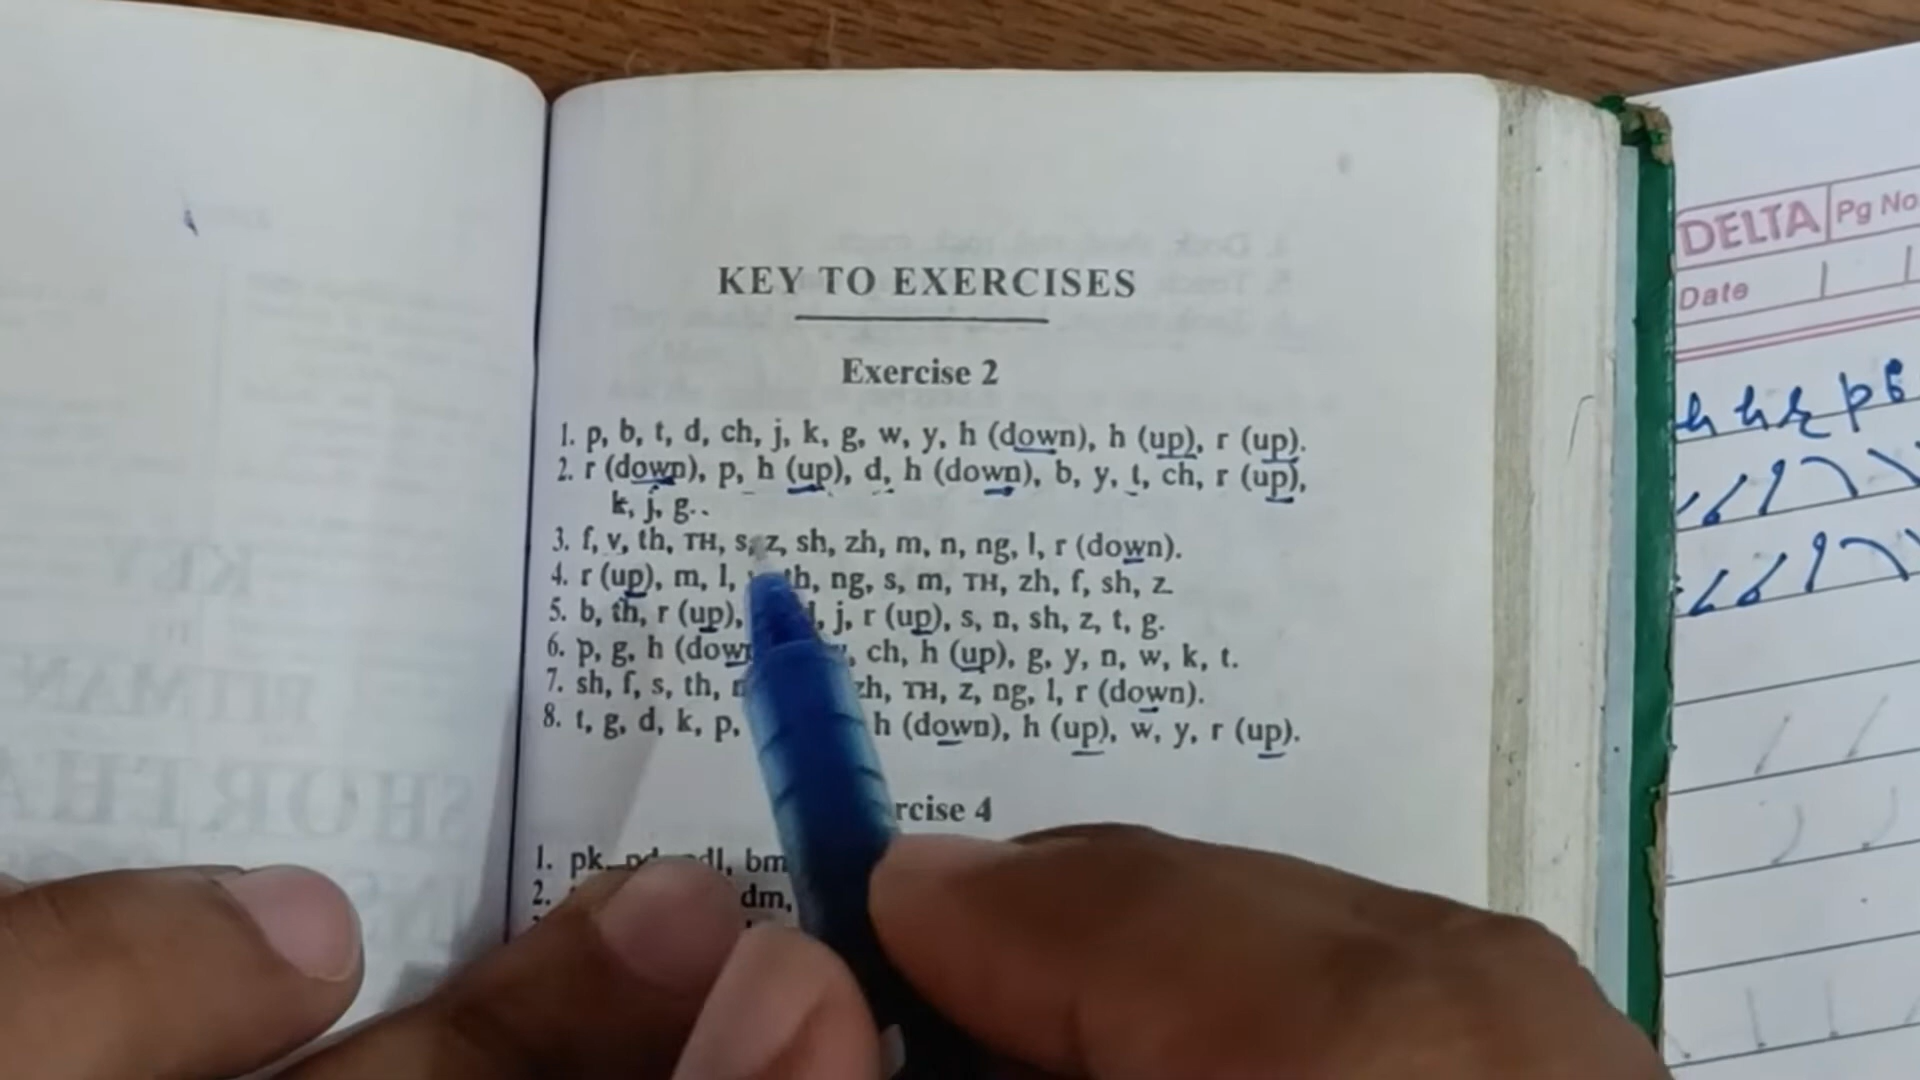 KEY TO EXERCISES
Exercise 2
1. p, b, t, d, ch, j, k, g, w, y, h (down), h (up), r (up).
2. r (down), p, h (up), d, h (down), b, y, t, ch, r (up),
k, j, g.
3. f, v, th, TH, s, z, sh, zh, m, n, ng, l, r (down).
4. r (up), m, l, th, ng, s, m, TH, zh, f, sh, z.
5. b, th, r (up), j, r (up), s, n, sh, z, t, g.
6. p, g, h (down ch, h (up), g, y, n, w, k, t.
7. sh, f, s, th, zh, TH, z, ng, l, r (down).
8. t, g, d, k, p, h (down), h (up), w, y, r (up).
rcise 4
1. pk, bm
2. dm,
DELTA
Pg No.
Date